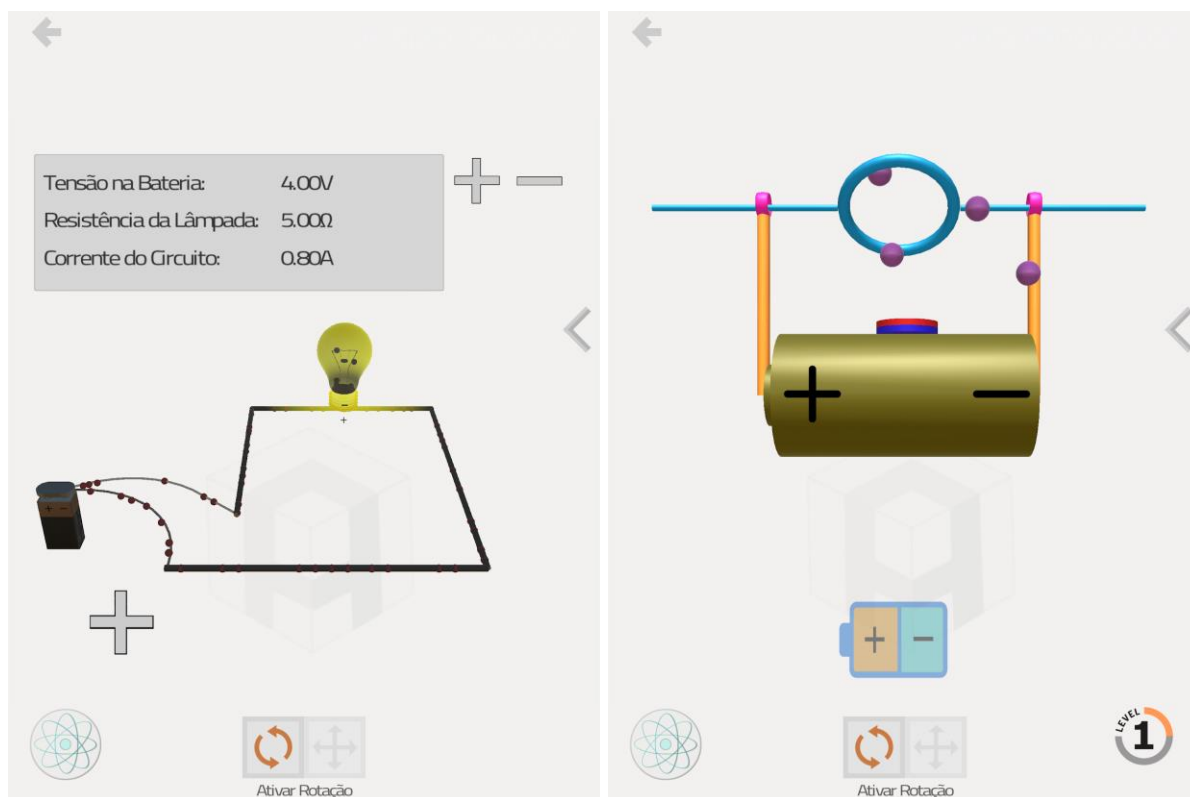 Tensão na Bateria: 4.00V
Resistência da Lâmpada: 5.00Ω
Corrente do Circuito: 0.80A
−
+
+ −
Ativar Rotação
+ −
+ −
LEVEL
1
Ativar Rotação